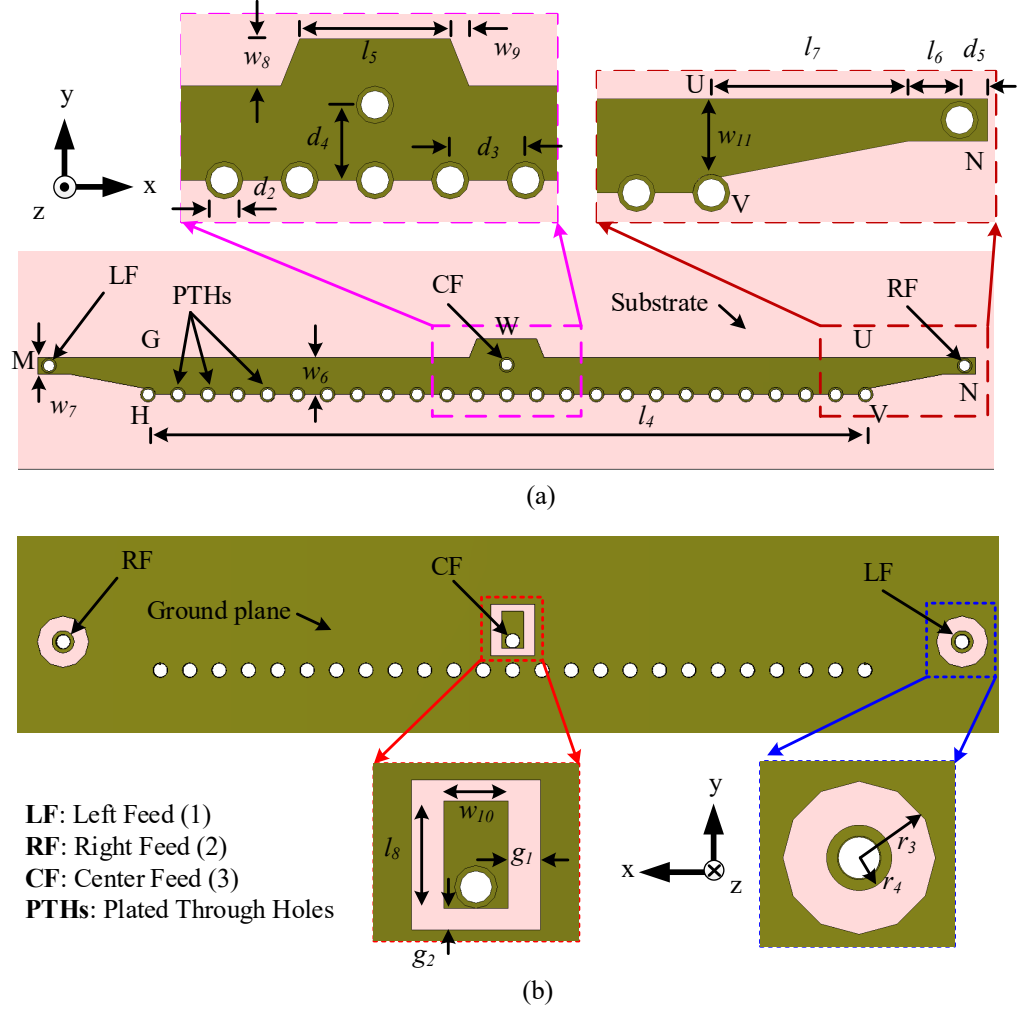 l5
w8
w9
d4
d3
d2
y
x
z
l7
l6
d5
U
w11
N
V
LF
PTHs
CF
Substrate
RF
M
G
W
U
w6
w7
H
V
N
l4
(a)
RF
CF
LF
Ground plane
LF: Left Feed (1)
RF: Right Feed (2)
CF: Center Feed (3)
PTHs: Plated Through Holes
w10
l8
g1
g2
y
x
z
r3
r4
(b)